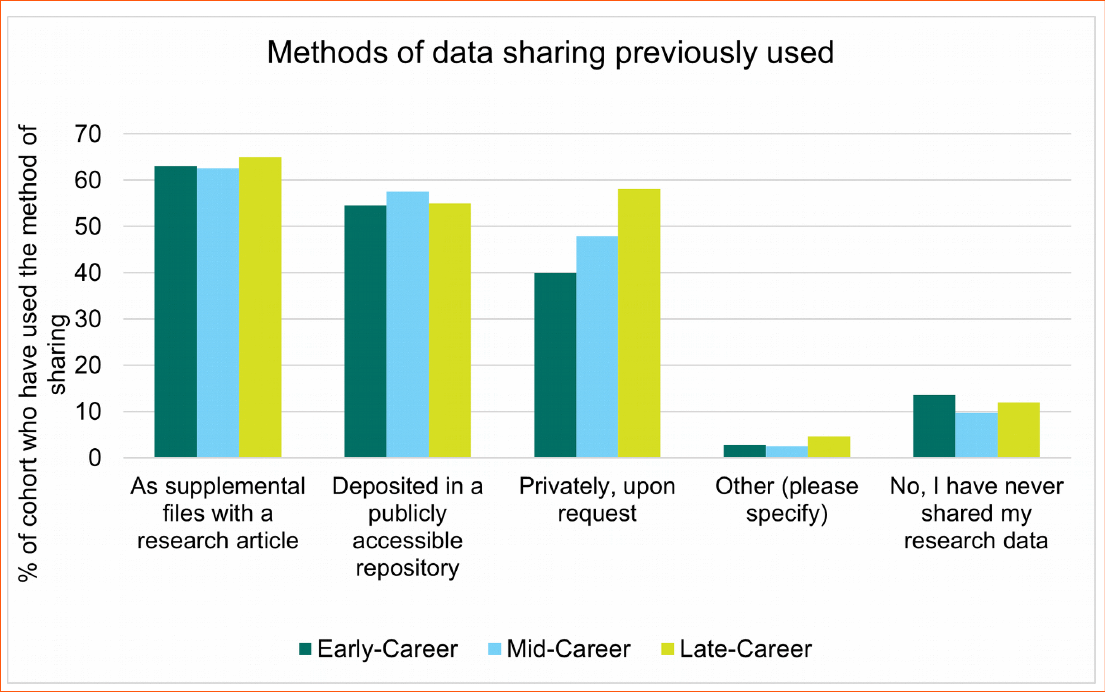 Methods of data sharing previously used
% of cohort who have used the method of
sharing
70
60
50
40
30
20
10
0
As supplemental
files with a
research article
Deposited in a
publicly
accessible
repository
Privately, upon
request
Other (please
specify)
No, I have never
shared my
research data
Early-Career
Mid-Career
Late-Career